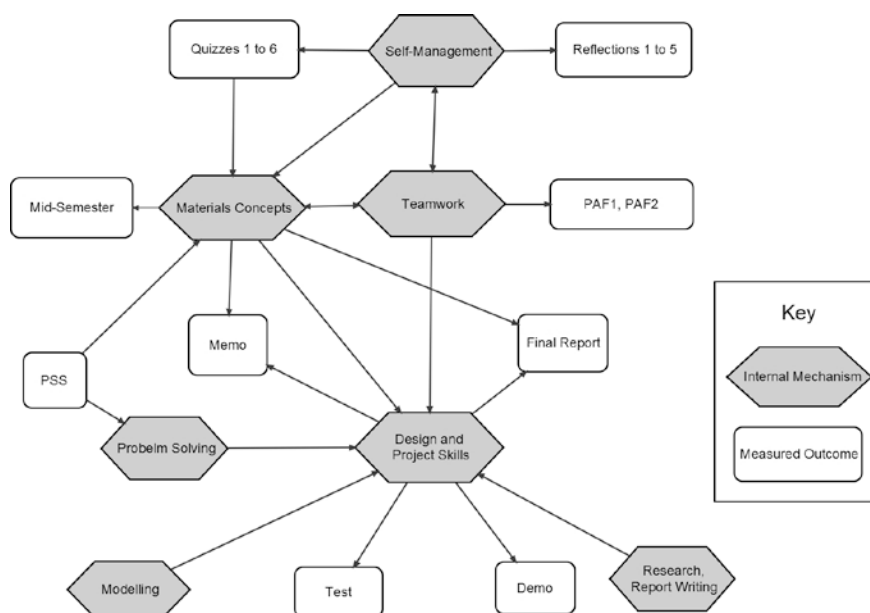 Quizzes 1 to 6
Self-Management
Reflections 1 to 5
Mid-Semester
Materials Concepts
Teamwork
PAF1, PAF2
Key
Internal Mechanism
Measured Outcome
PSS
Memo
Final Report
Probelm Solving
Design and
Project Skills
Modelling
Test
Demo
Research,
Report Writing